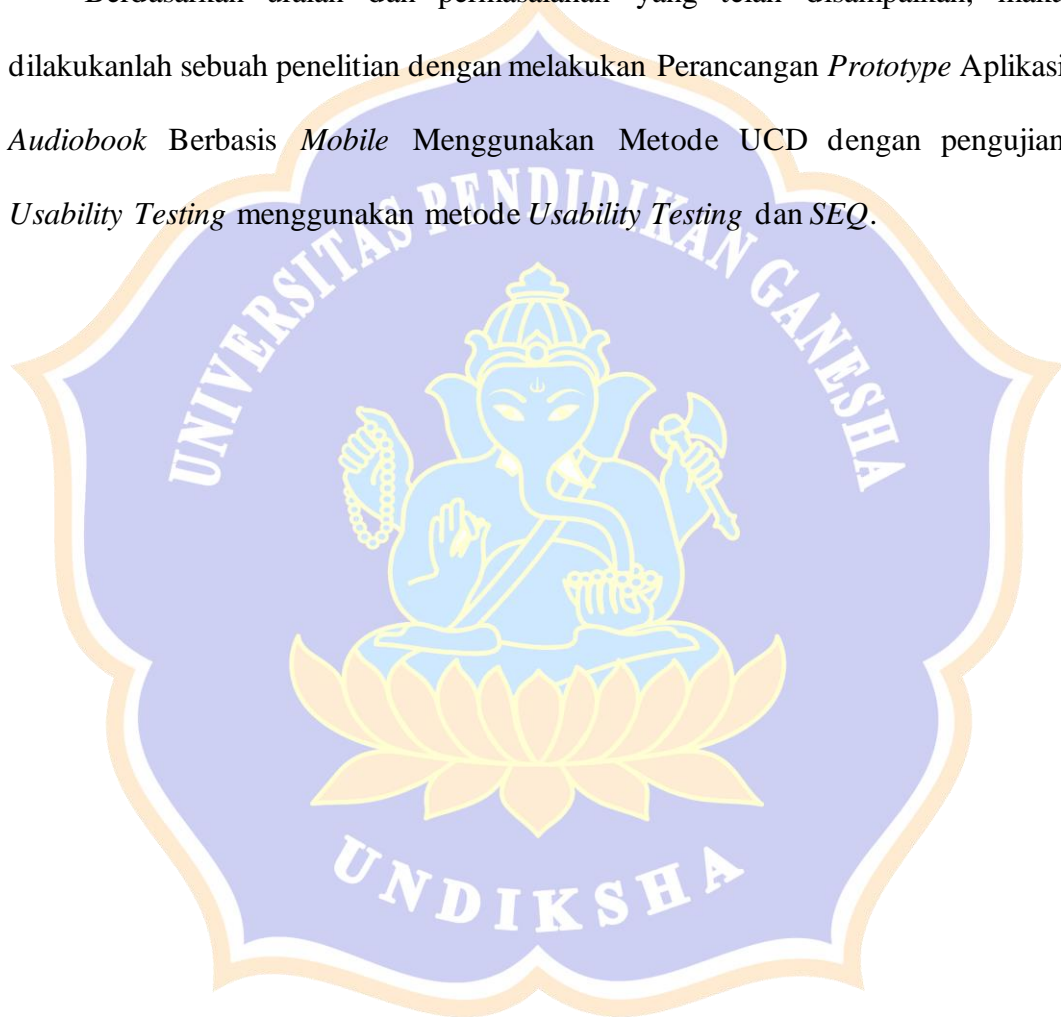 Berdasarkan uraian dan permasalahan yang telah disampaikan, maka
dilakukanlah sebuah penelitian dengan melakukan Perancangan Prototype Aplikasi
Audiobook Berbasis Mobile Menggunakan Metode UCD dengan pengujian
Usability Testing menggunakan metode Usability Testing dan SEQ.
UNIVERSITAS PENDIDIKAN GANESHA
UNDIKSHA